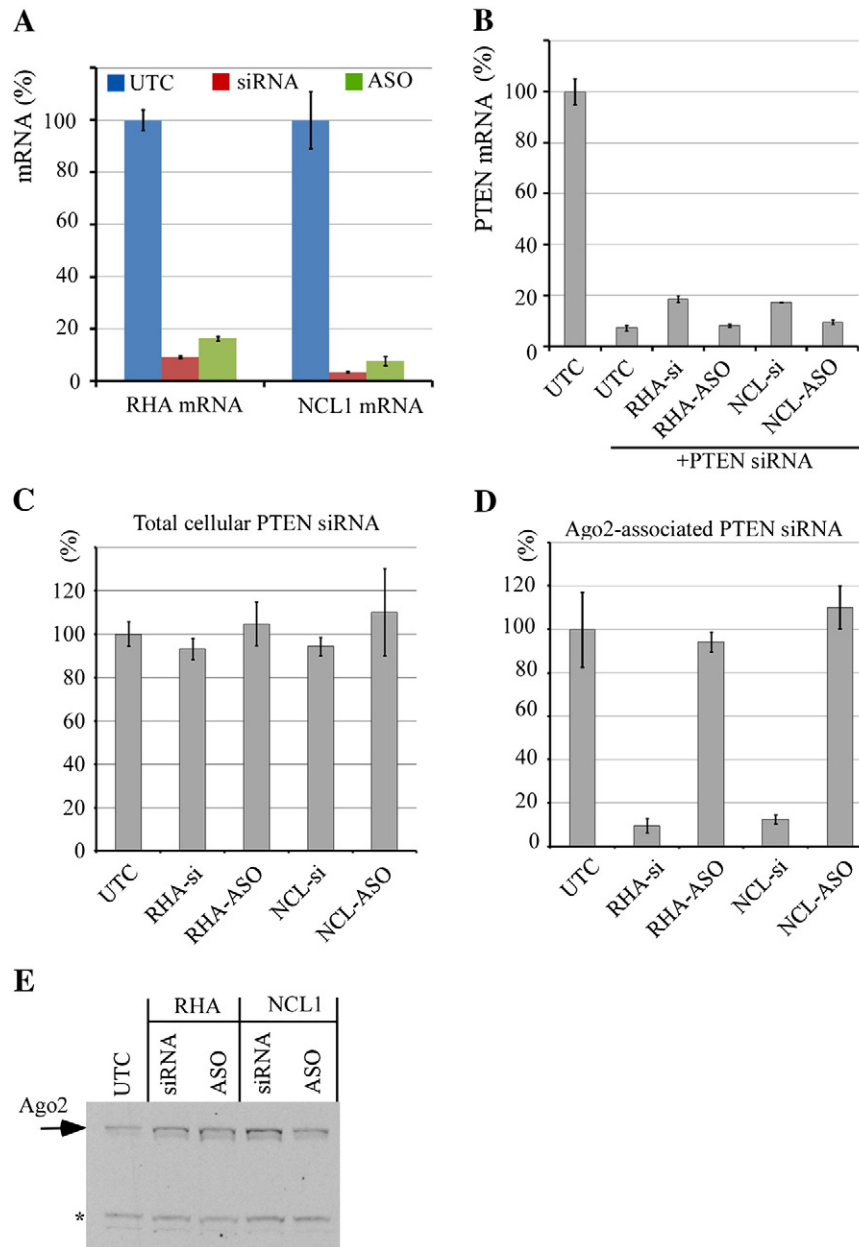 A
mRNA (%)
UTC siRNA ASO
100
80
60
40
20
0
RHA mRNA NCL1 mRNA
B
PTEN mRNA (%)
100
80
60
40
20
0
UTC UTC RHA-si RHA-ASO NCL-si NCL-ASO
+PTEN siRNA
C
Total cellular PTEN siRNA
(%)
120
100
80
60
40
20
0
UTC RHA-si RHA-ASO NCL-si NCL-ASO
D
Ago2-associated PTEN siRNA
(%)
120
100
80
60
40
20
0
UTC RHA-si RHA-ASO NCL-si NCL-ASO
E
RHA NCL1
UTC siRNA ASO siRNA ASO
Ago2
*